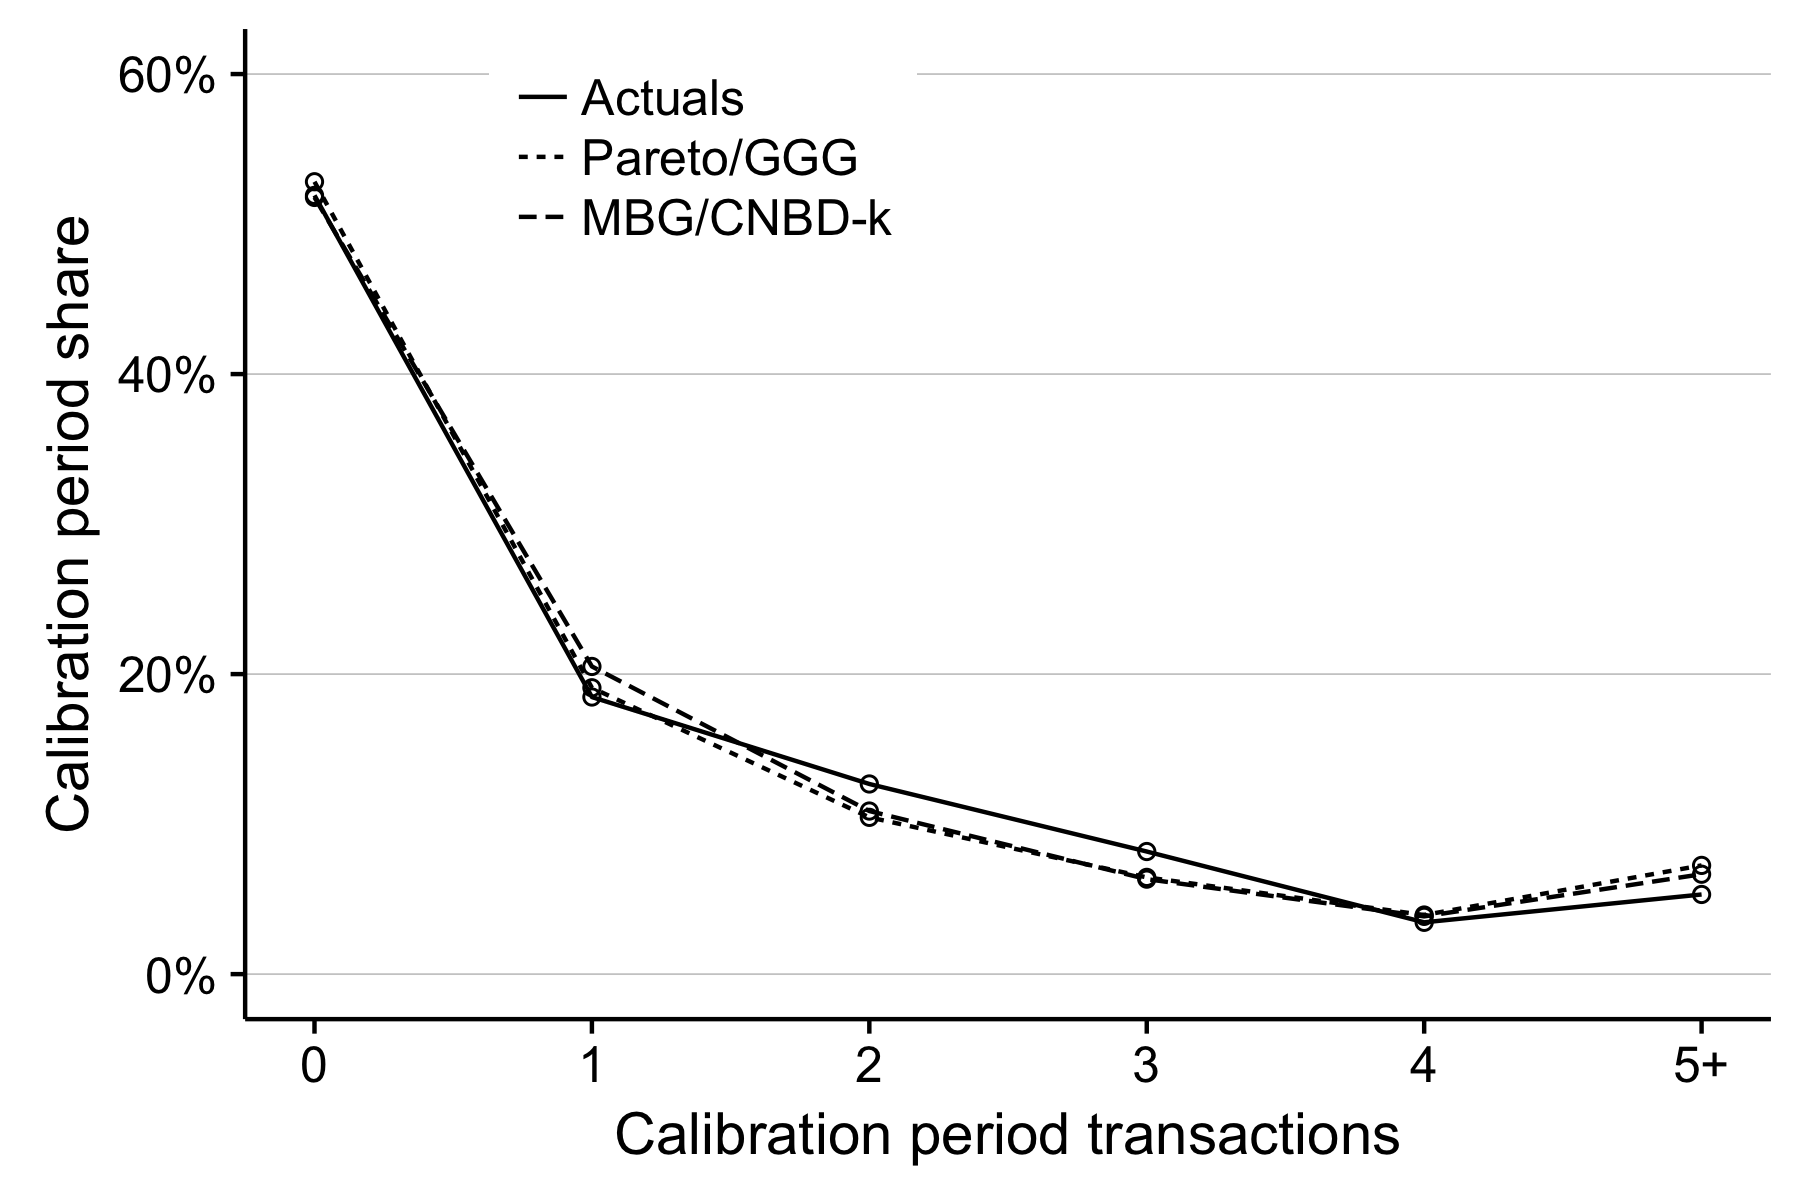 60%
40%
20%
0%
Calibration period share
Actuals
Pareto/GGG
MBG/CNBD-k
0 1 2 3 4 5+
Calibration period transactions